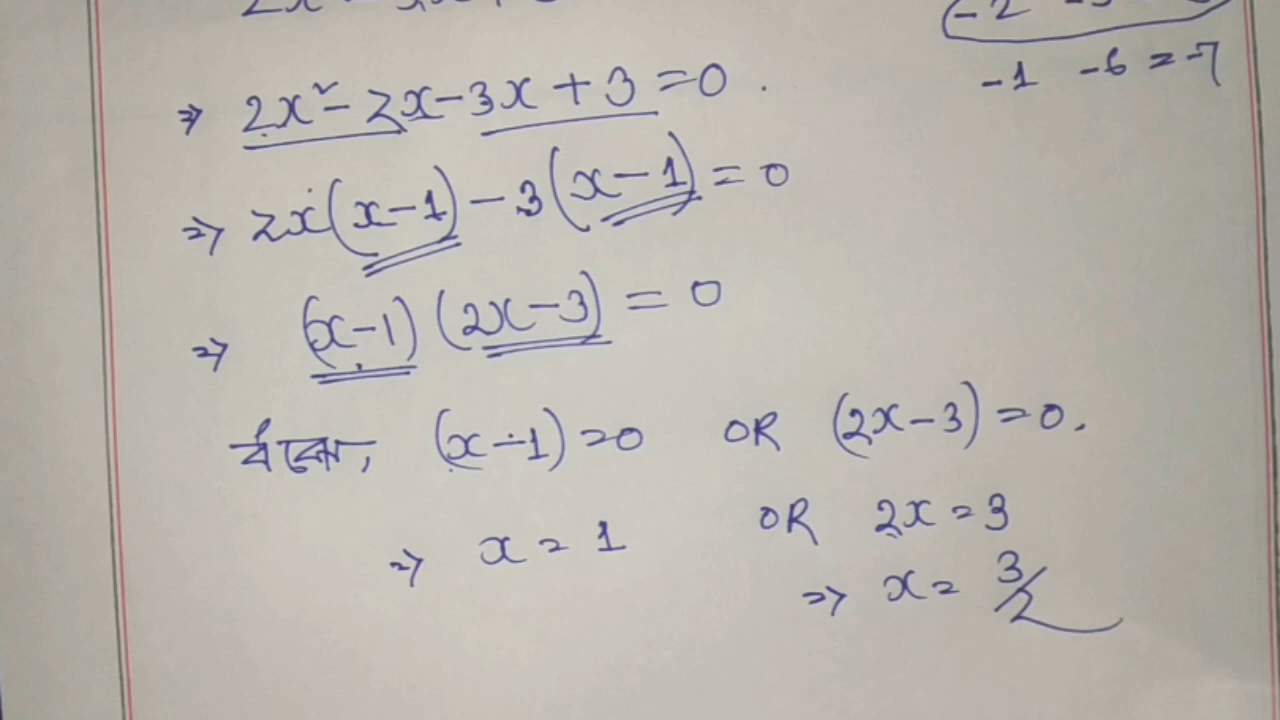 -1 -6 = -7
⇒ 2x² - 2x - 3x + 3 = 0 .
⇒ 2x (x - 1) - 3 (x - 1) = 0
⇒ (x - 1) (2x - 3) = 0
(x - 1) = 0 OR (2x - 3) = 0 .
⇒ x = 1 OR 2x = 3
⇒ x = 3/2